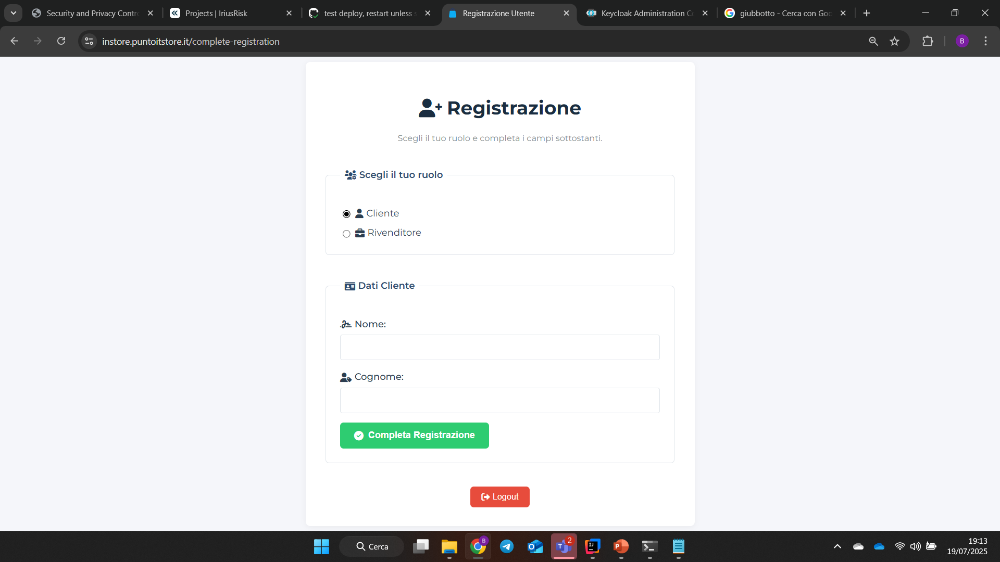 Security and Privacy Contro
Projects | IriusRisk
test deploy, restart unless s
Registrazione Utente
Keycloak Administration Co
giubbotto - Cerca con Goo
instore.puntoitstore.it/complete-registration
B
Registrazione
Scegli il tuo ruolo e completa i campi sottostanti.
Scegli il tuo ruolo
Cliente
Rivenditore
Dati Cliente
Nome:
Cognome:
Completa Registrazione
Logout
Cerca
B
2
19:13
19/07/2025